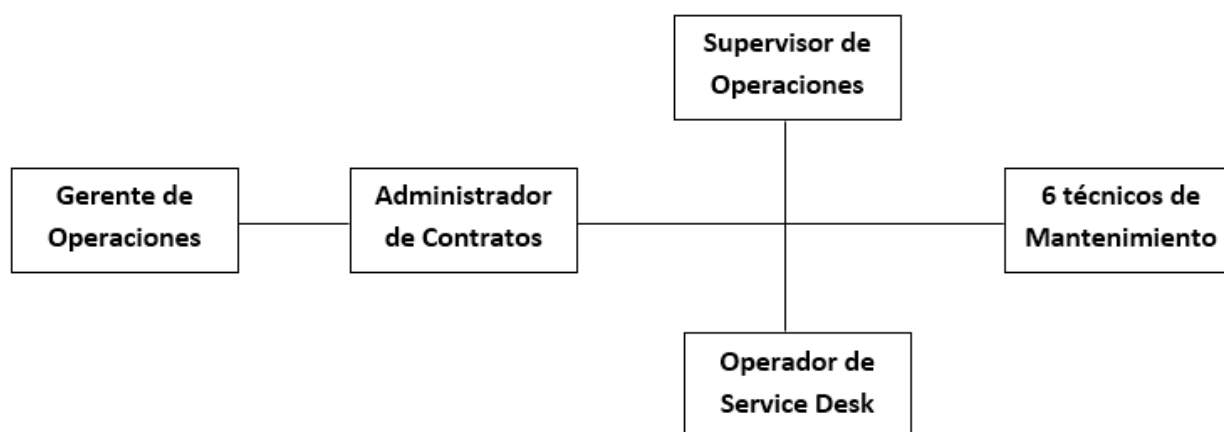 Supervisor de
Operaciones
Gerente de
Operaciones
Administrador
de Contratos
6 técnicos de
Mantenimiento
Operador de
Service Desk